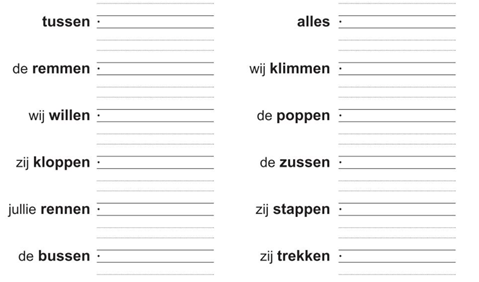 tussen
de remmen
wij willen
zij kloppen
jullie rennen
de bussen
alles
wij klimmen
de poppen
de zussen
zij stappen
zij trekken